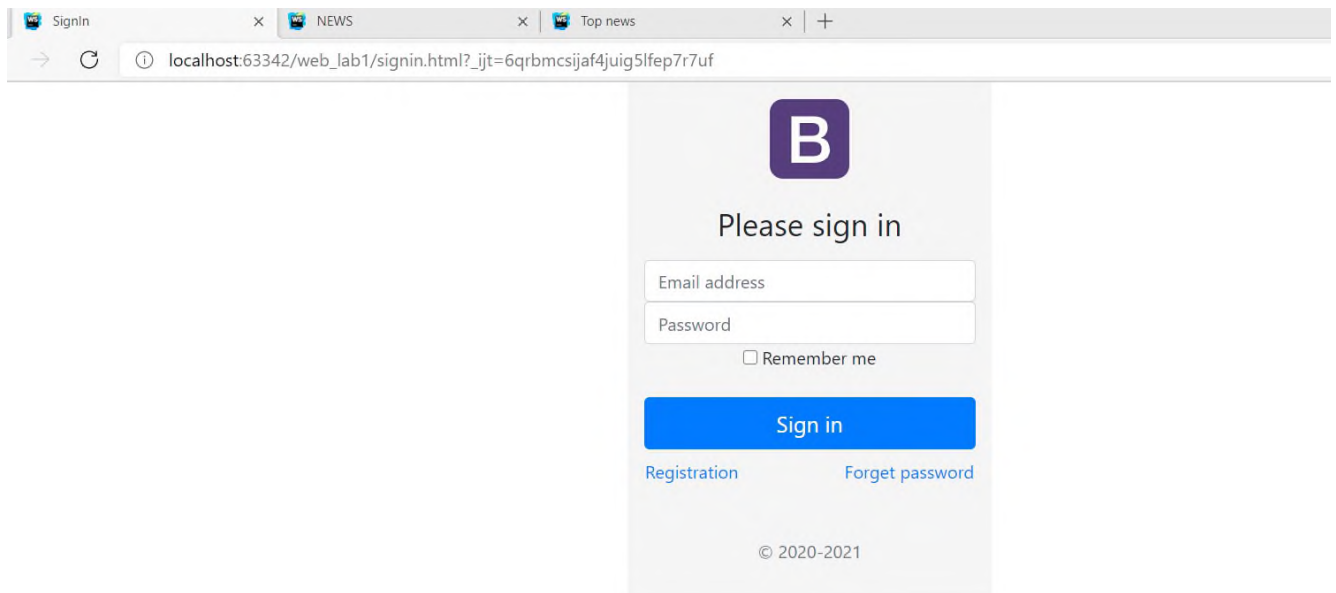 SignIn NEWS Top news
localhost:63342/web_lab1/signin.html?_ijt=6qrbmcsijaf4juig5lfep7r7uf
B
Please sign in
Email address
Password
Remember me
Sign in
Registration Forget password
© 2020-2021